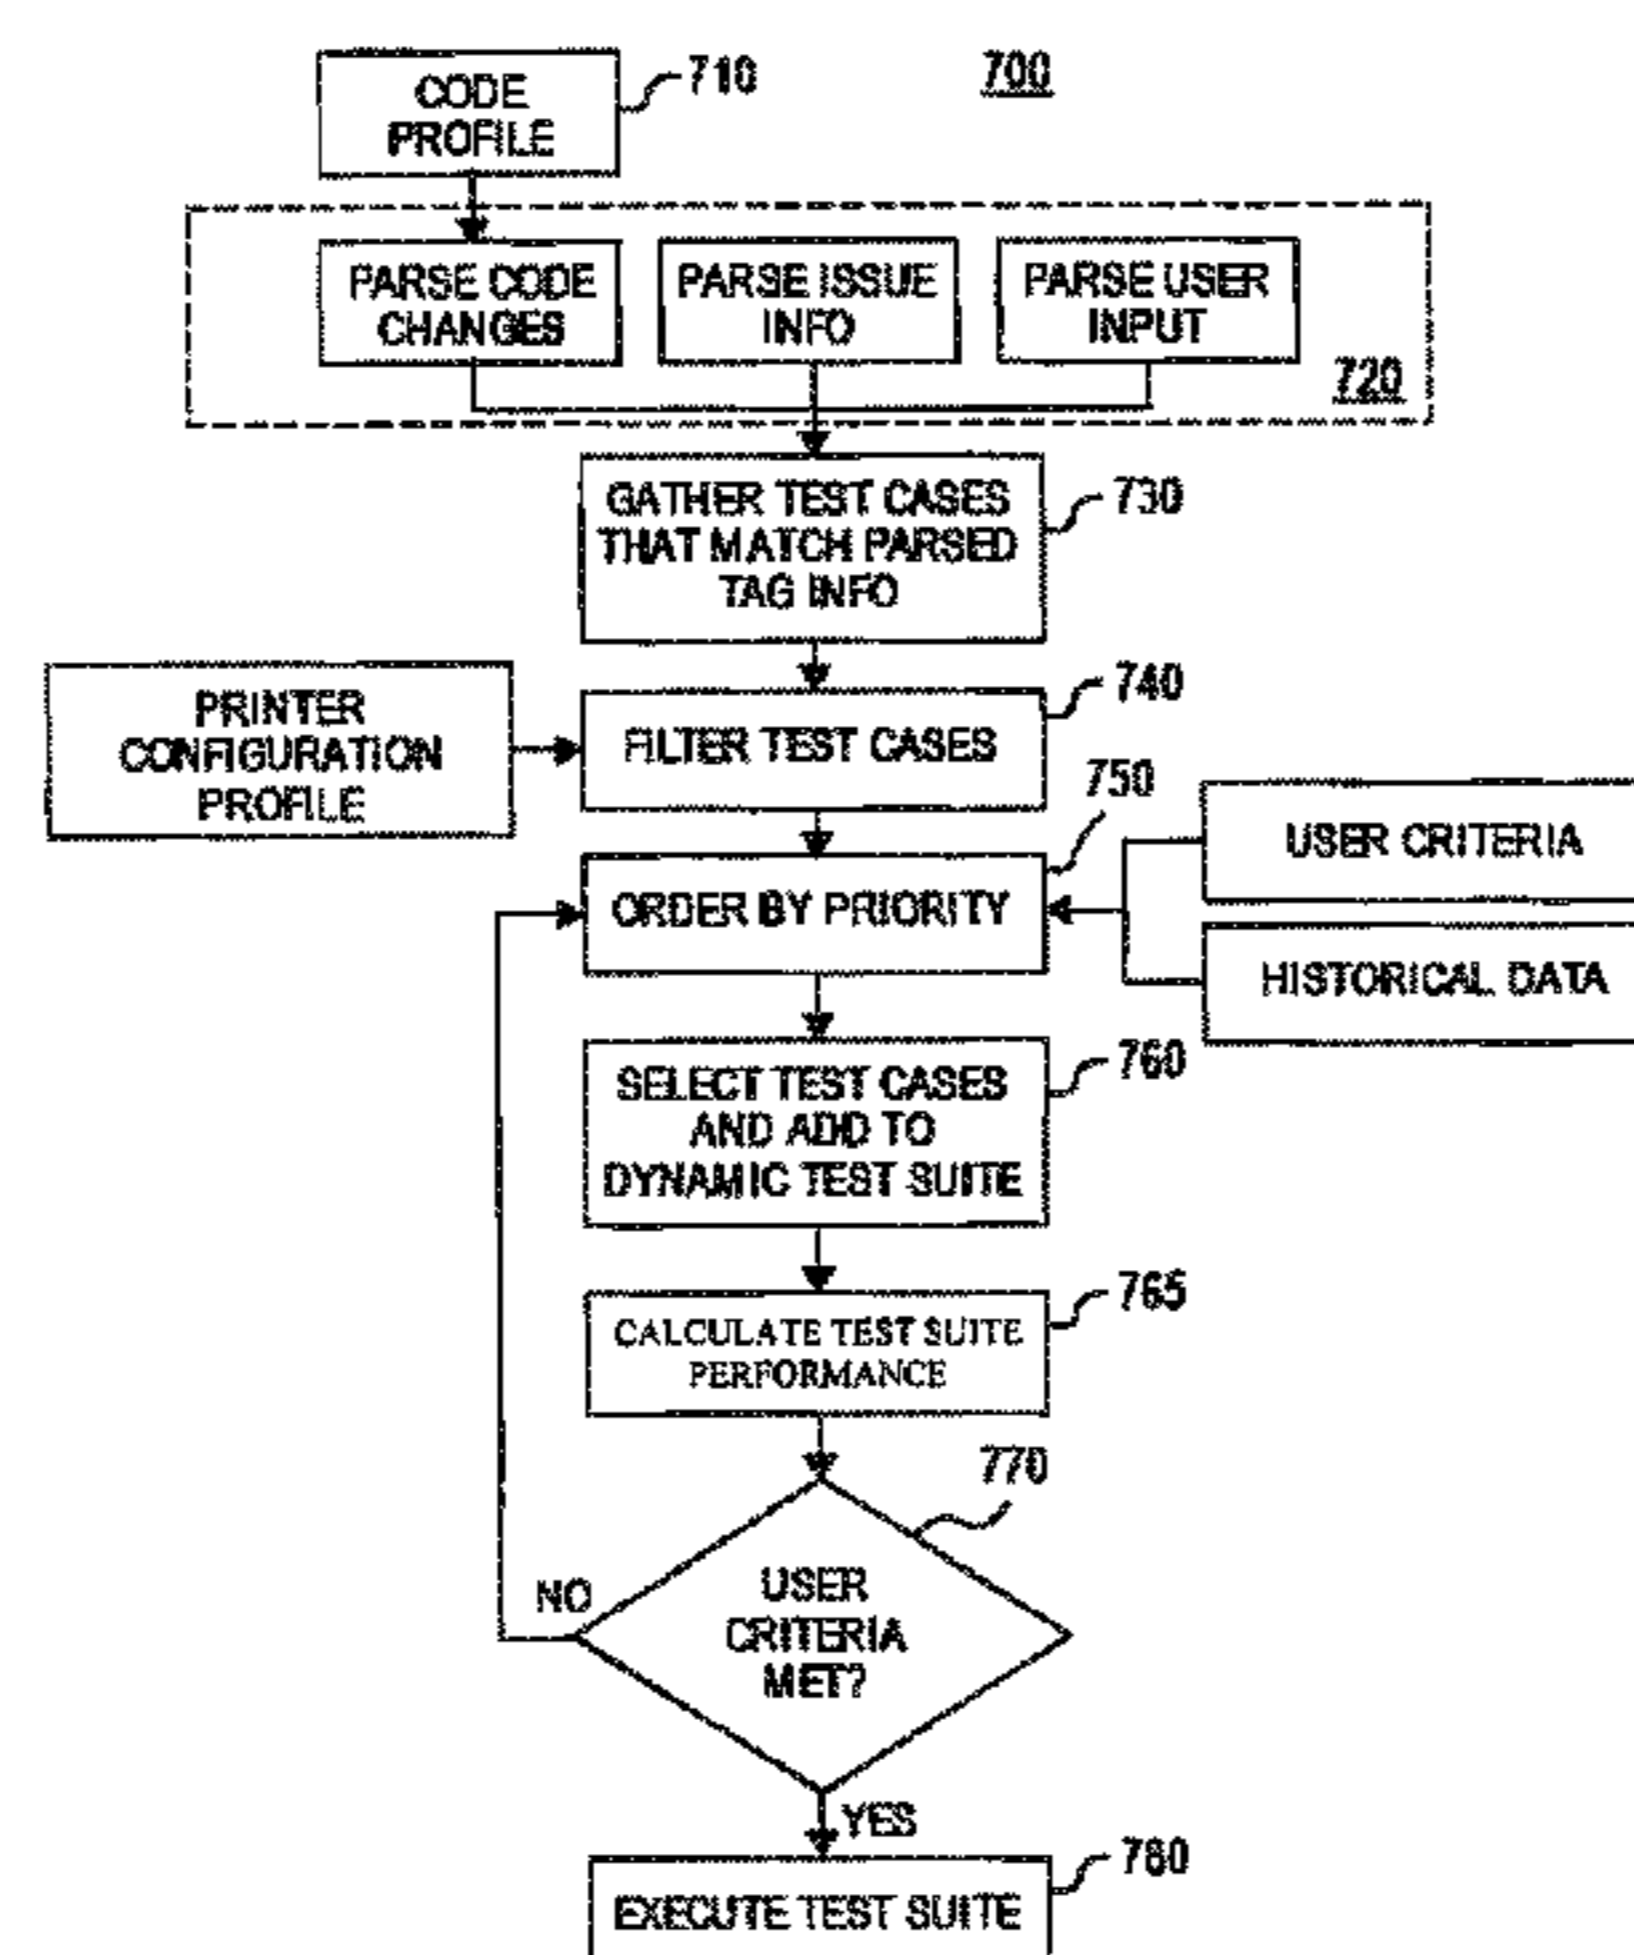 CODE
PROFILE
710
700
PARSE CODE
CHANGES
PARSE ISSUE
INFO
PARSE USER
INPUT
720
GATHER TEST CASES
THAT MATCH PARSED
TAG INFO
730
PRINTER
CONFIGURATION
PROFILE
FILTER TEST CASES
740
ORDER BY PRIORITY
750
USER CRITERIA
HISTORICAL DATA
SELECT TEST CASES
AND ADD TO
DYNAMIC TEST SUITE
760
CALCULATE TEST SUITE
PERFORMANCE
765
770
USER
CRITERIA
MET?
NO
YES
EXECUTE TEST SUITE
780